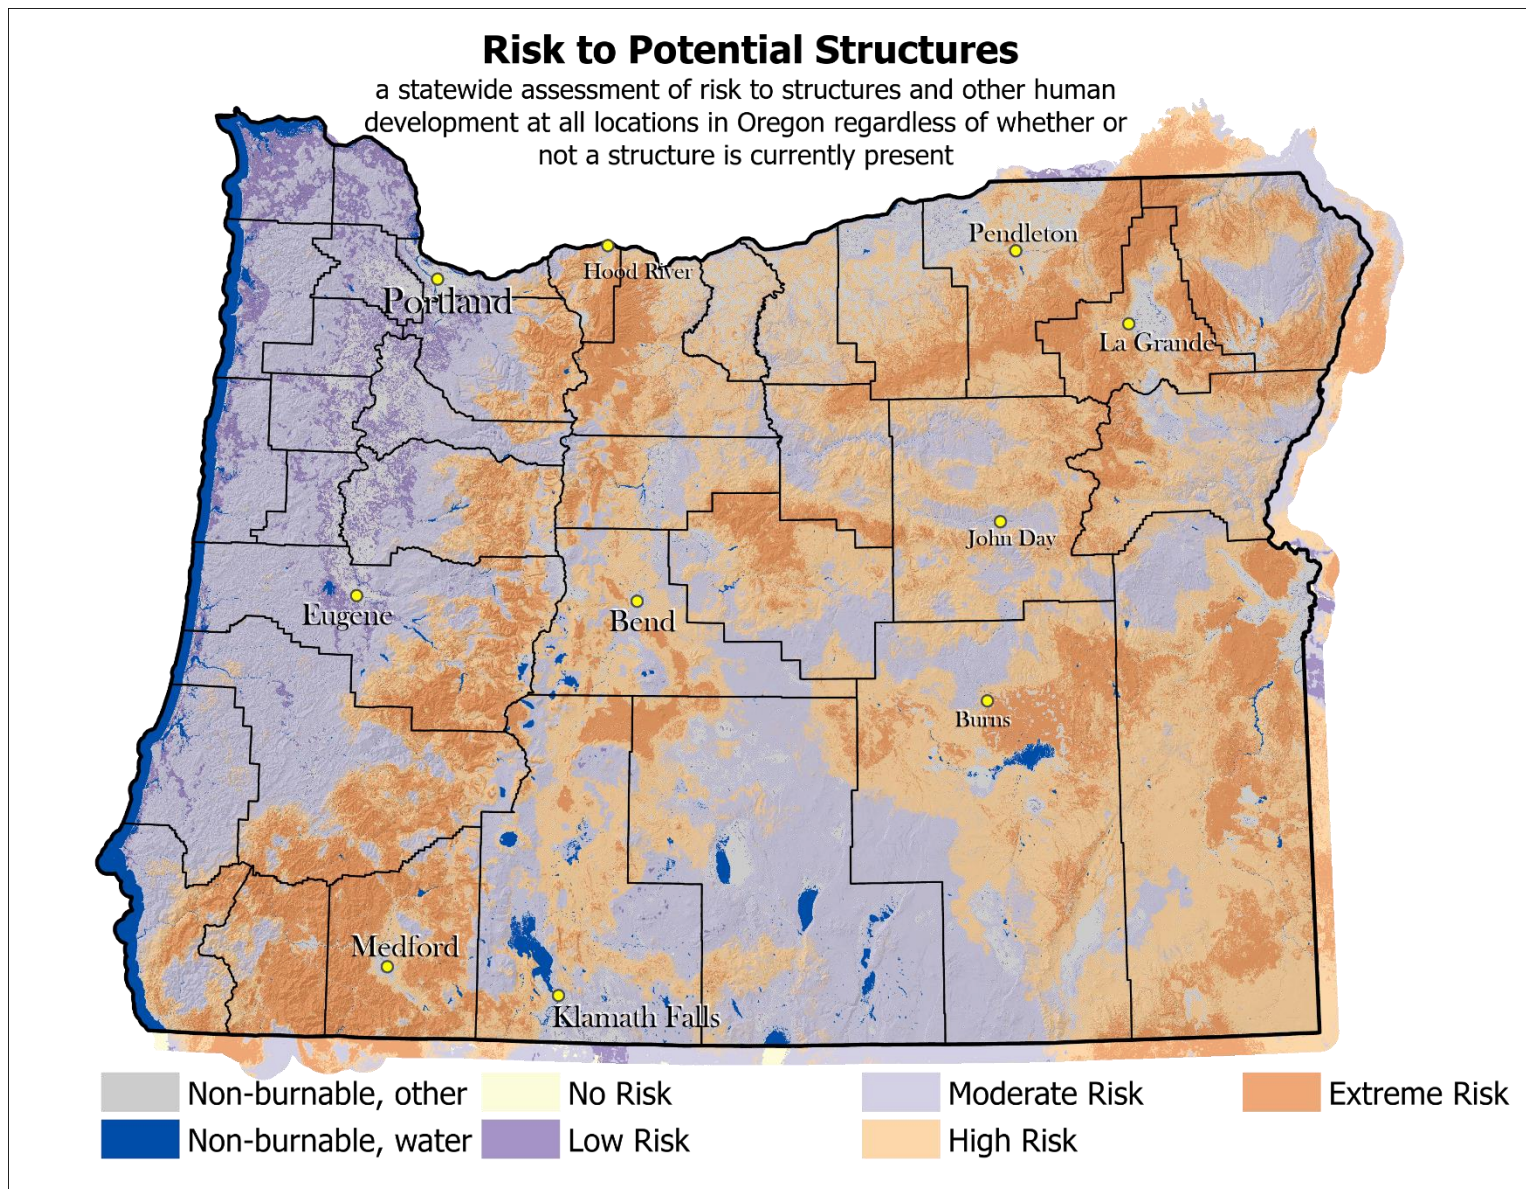 Risk to Potential Structures
a statewide assessment of risk to structures and other human
development at all locations in Oregon regardless of whether or
not a structure is currently present
Pendleton
Hood River
Portland
La Grande
John Day
Eugene
Bend
Burns
Medford
Klamath Falls
Non-burnable, other
No Risk
Moderate Risk
Extreme Risk
Non-burnable, water
Low Risk
High Risk